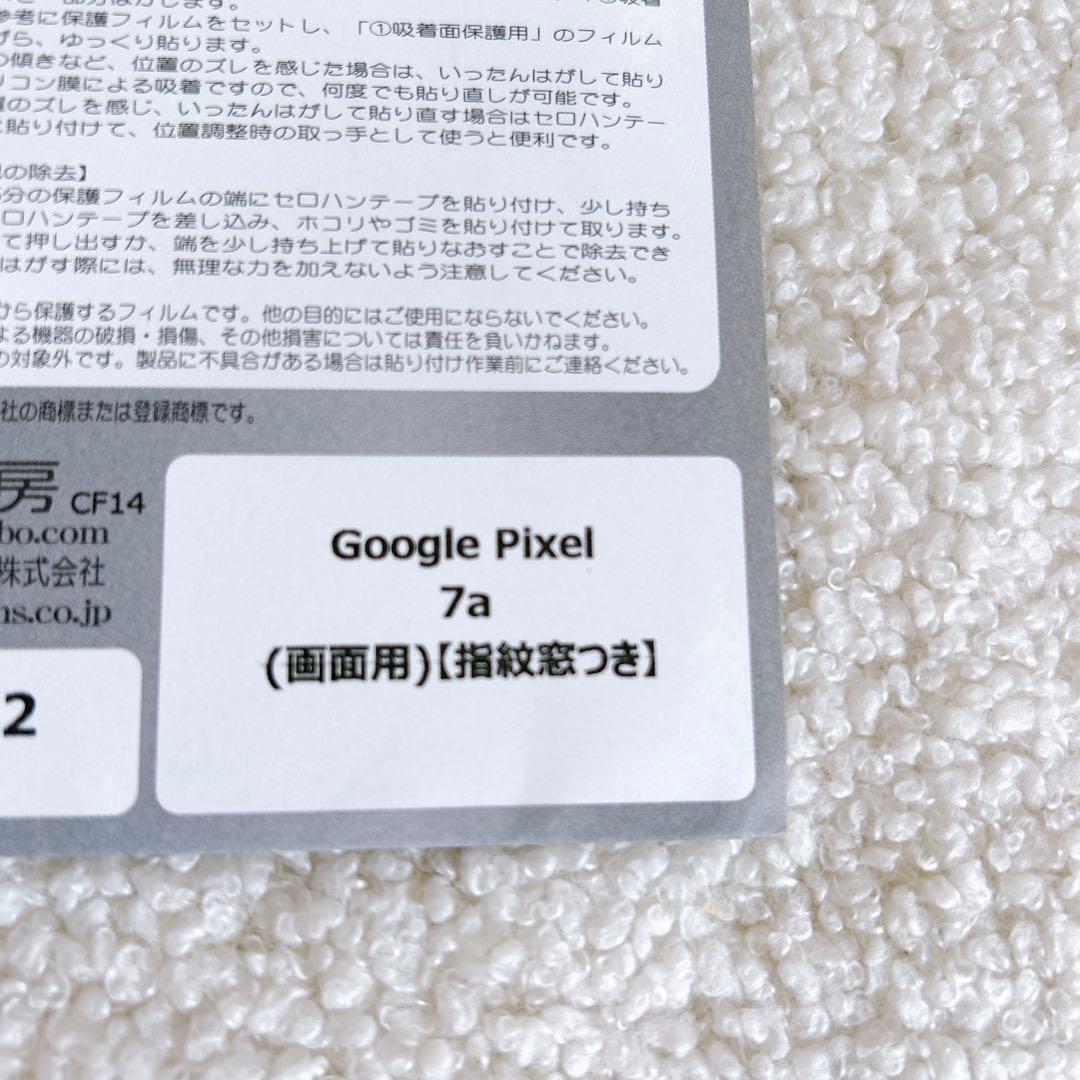 部分はがします。
参考に保護フィルムをセットし、「①吸着面保護用」のフィルム
がら、ゆっくり貼ります。
の傾きなど、位置のズレを感じた場合は、いったんはがして貼り
リコン膜による吸着ですので、何度でも貼り直しが可能です。
置のズレを感じ、いったんはがして貼り直す場合はセロハンテー
に貼り付けて、位置調整時の取っ手として使うと便利です。
の除去】
部分の保護フィルムの端にセロハンテープを貼り付け、少し持ち
ロハンテープを差し込み、ホコリやゴミを貼り付けて取ります。
て押し出すか、端を少し持ち上げて貼りなおすことで除去でき
はがす際には、無理な力を加えないよう注意してください。
から保護するフィルムです。他の目的にはご使用にならないでください。
よる機器の破損・損傷、その他損害については責任を負いかねます。
の対象外です。製品に不具合がある場合は貼り付け作業前にご連絡ください。
社の商標または登録商標です。
房 CF14
bo.com
株式会社
ns.co.jp
2
Google Pixel
7a
(画面用)【指紋窓つき】